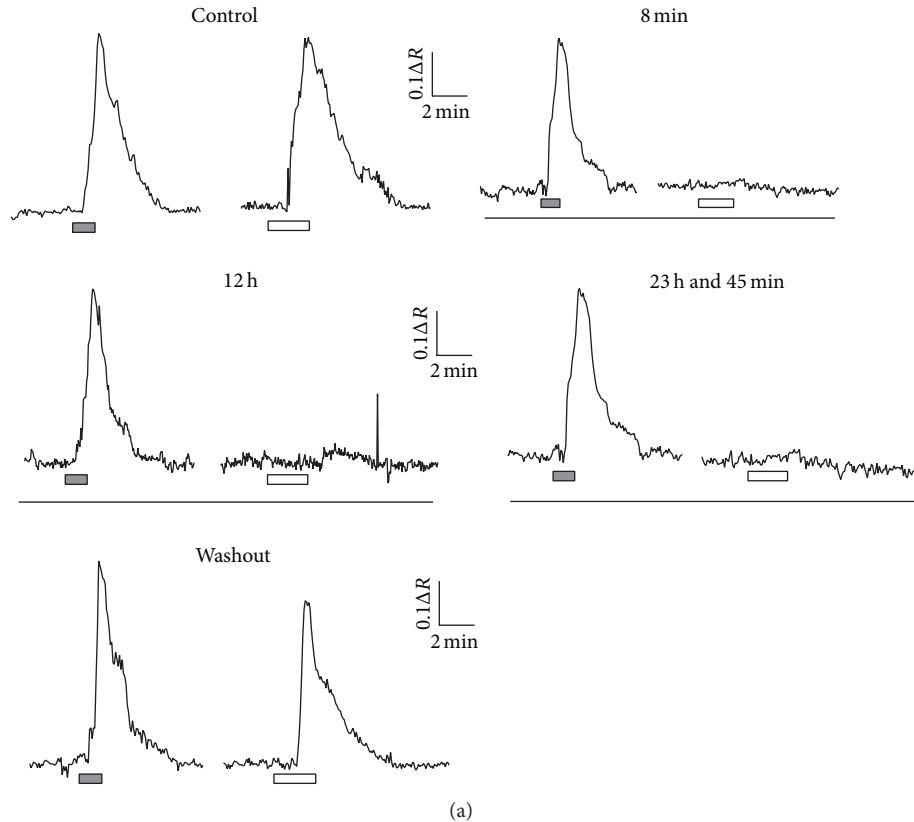 Control
8 min
0.1ΔR
2 min
12 h
23 h and 45 min
0.1ΔR
2 min
Washout
0.1ΔR
2 min
(a)